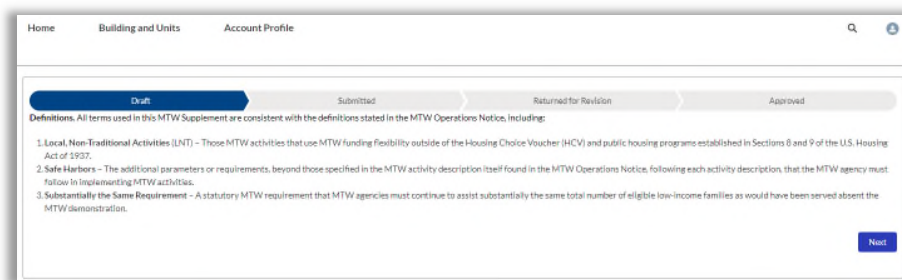 Home Building and Units Account Profile
Draft Submitted Returned for Revision Approved
Definitions. All terms used in this MTW Supplement are consistent with the definitions stated in the MTW Operations Notice, including:
1. Local, Non-Traditional Activities (LNT) – Those MTW activities that use MTW funding flexibility outside of the Housing Choice Voucher (HCV) and public housing programs established in Sections 8 and 9 of the U.S. Housing
Act of 1937.
2. Safe Harbors – The additional parameters or requirements, beyond those specified in the MTW activity description itself found in the MTW Operations Notice, following each activity description, that the MTW agency must
follow in implementing MTW activities.
3. Substantially the Same Requirement – A statutory MTW requirement that MTW agencies must continue to assist substantially the same total number of eligible low-income families as would have been served absent the
MTW demonstration.
Next